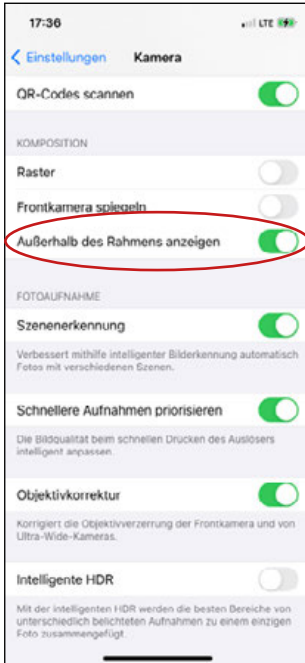 17:36
LTE
Einstellungen
Kamera
QR-Codes scannen
KOMPOSITION
Raster
Frontkamera spiegeln
Außerhalb des Rahmens anzeigen
FOTOAUFNAHME
Szenenerkennung
Verbessert mithilfe intelligenter Bilderkennung automatisch
Fotos mit verschiedenen Szenen.
Schnellere Aufnahmen priorisieren
Die Bildqualität beim schnellen Drücken des Auslösers
intelligent anpassen.
Objektivkorrektur
Korrigiert die Objektivverzerrung der Frontkamera und von
Ultra-Wide-Kameras.
Intelligente HDR
Mit der intelligenten HDR werden die besten Bereiche von
unterschiedlich belichteten Aufnahmen zu einem einzigen
Foto zusammengefügt.